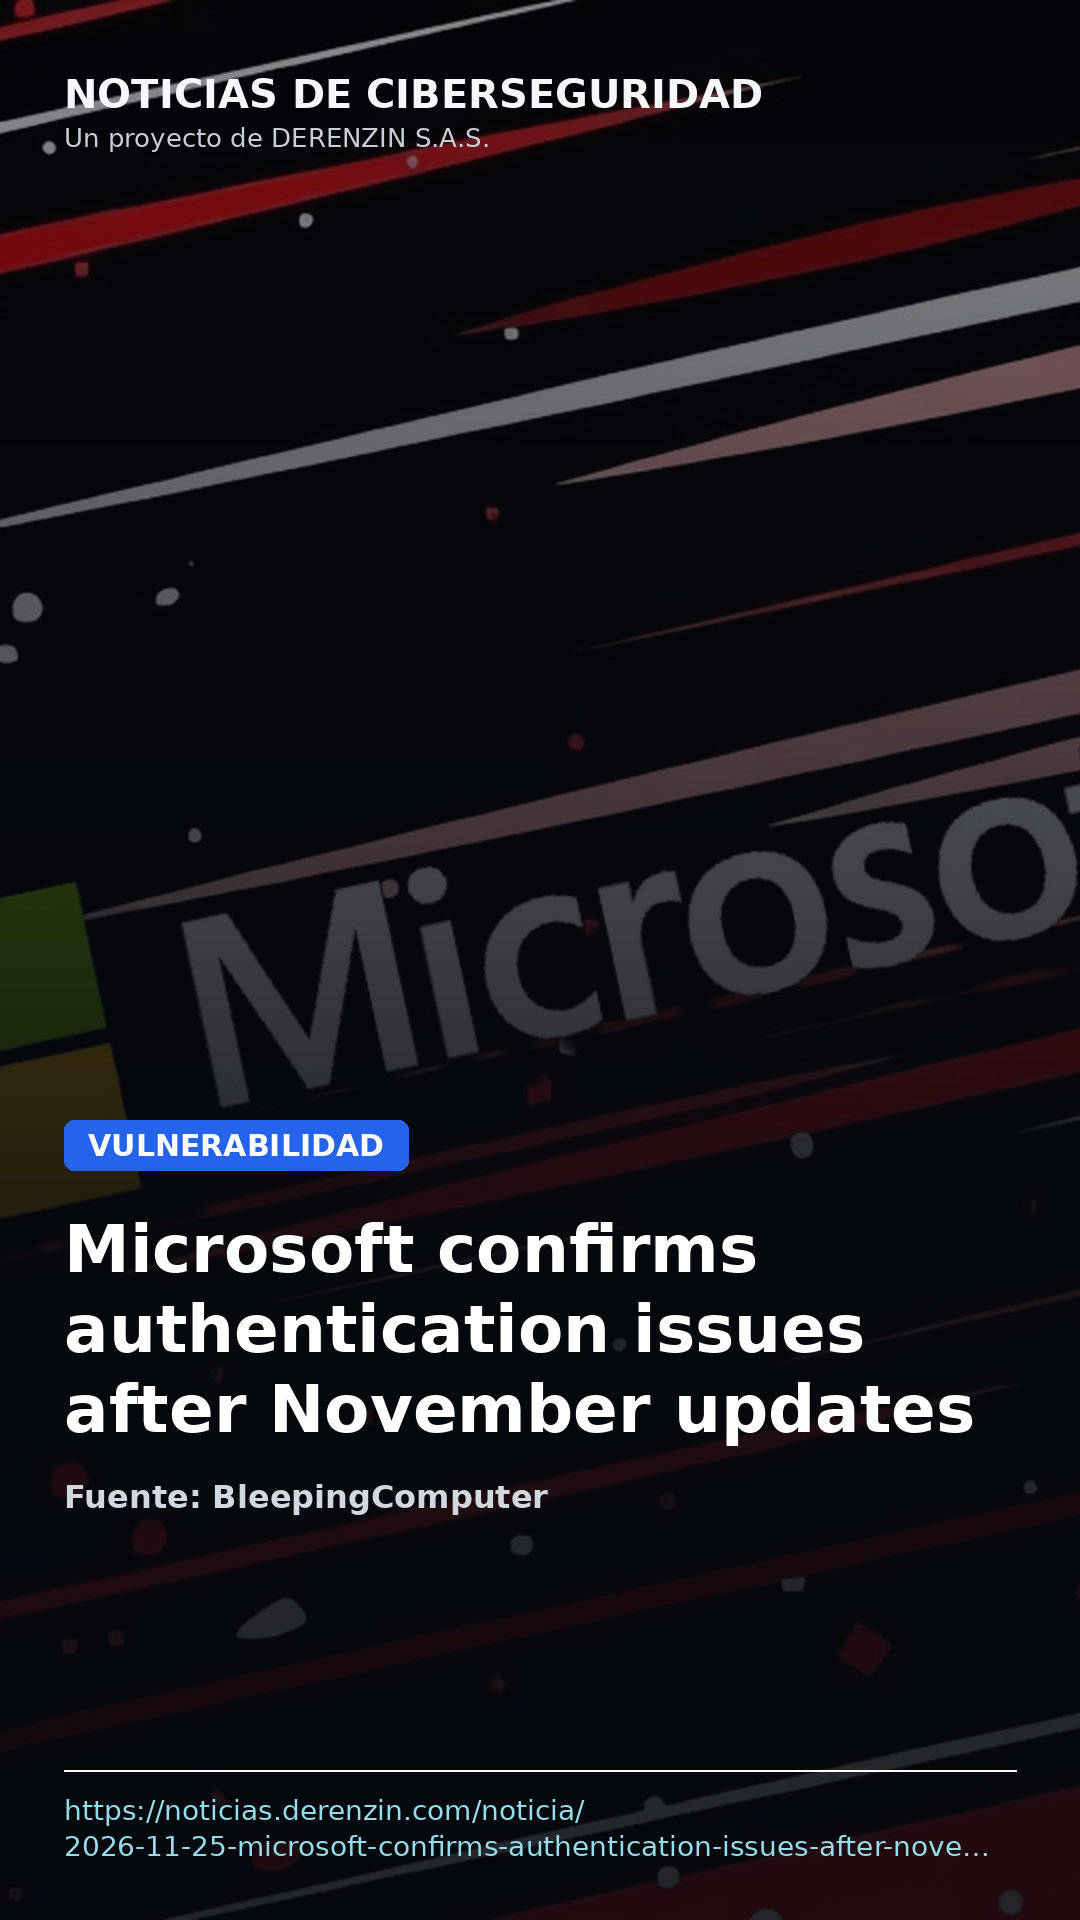 NOTICIAS DE CIBERSEGURIDAD
Un proyecto de DERENZIN S.A.S.
Microso
VULNERABILIDAD
Microsoft confirms
authentication issues
after November updates
Fuente: BleepingComputer
https://noticias.derenzin.com/noticia/
2026-11-25-microsoft-confirms-authentication-issues-after-nove…